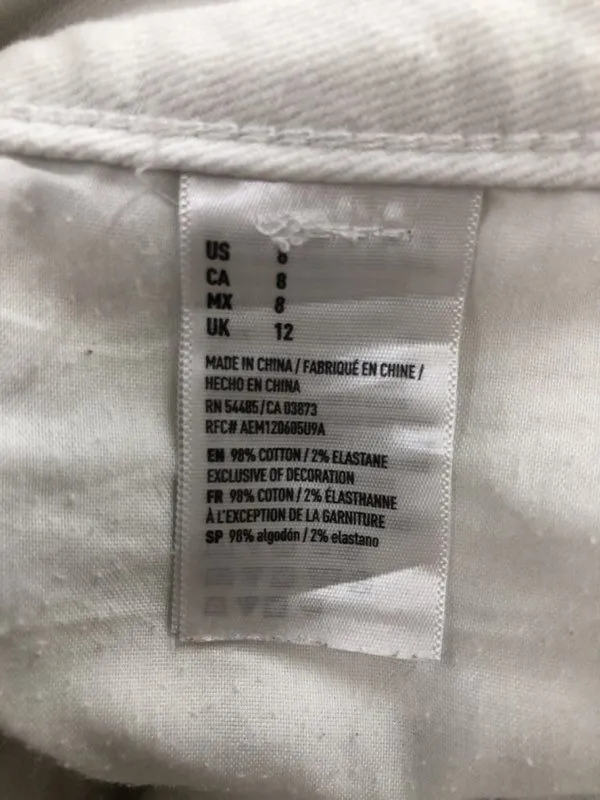 US 8
CA 8
MX 8
UK 12
MADE IN CHINA / FABRIQUÉ EN CHINE /
HECHO EN CHINA
RN 54485/CA 03873
RFC# AEM120605U9A
EN 98% COTTON / 2% ELASTANE
EXCLUSIVE OF DECORATION
FR 98% COTON / 2% ÉLASTHANNE
À L'EXCEPTION DE LA GARNITURE
SP 98% algodón / 2% elastano